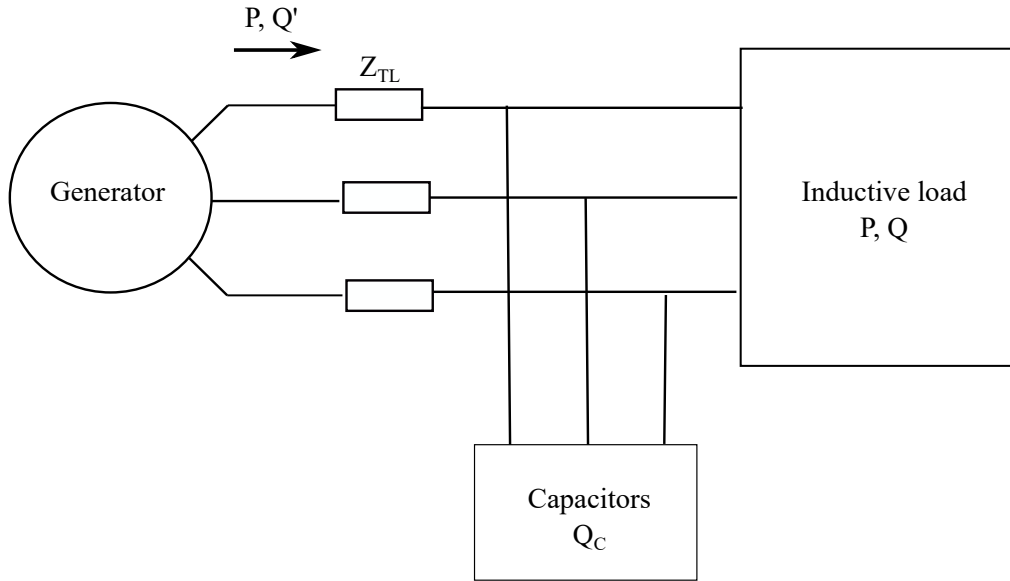 P, Q'
Z_TL
Generator
Inductive load
P, Q
Capacitors
Q_C